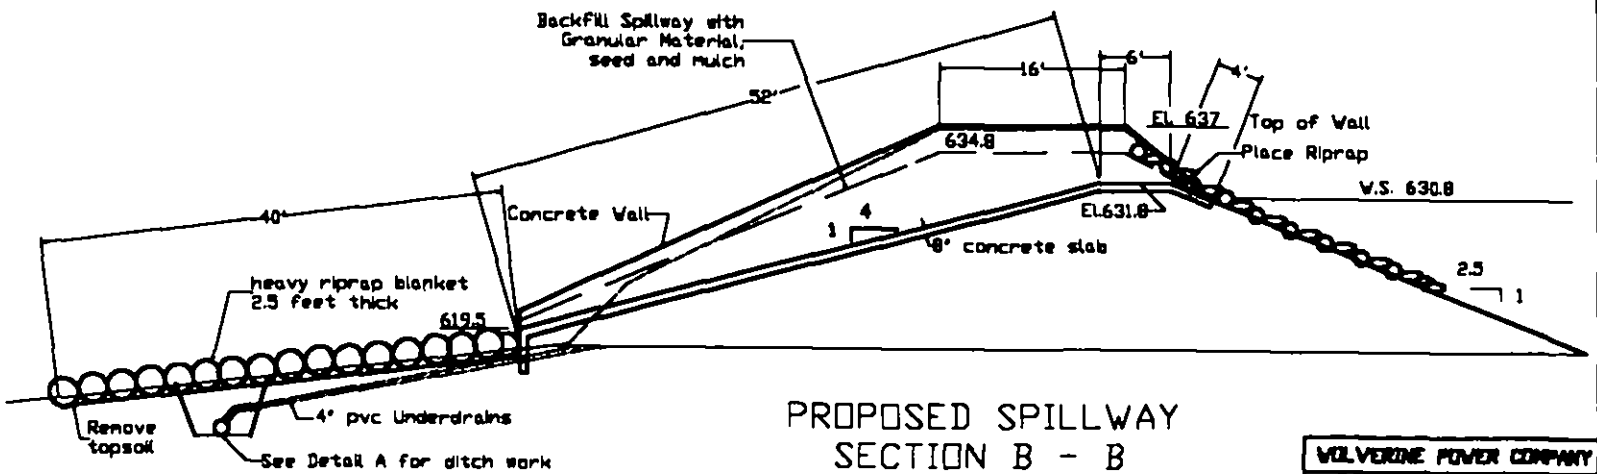 Backfill Spillway with
Granular Material,
seed and mulch
52'
16'
6'
4'
El. 637
Top of Wall
634.8
Place Riprap
W.S. 630.8
40'
Concrete Wall
El.631.8
1
4
8" concrete slab
heavy riprap blanket
2.5 feet thick
2.5
1
619.5
4" pvc Underdrains
Remove
topsoil
See Detail A for ditch work
PROPOSED SPILLWAY
SECTION B - B
WOLVERINE POWER COMPANY